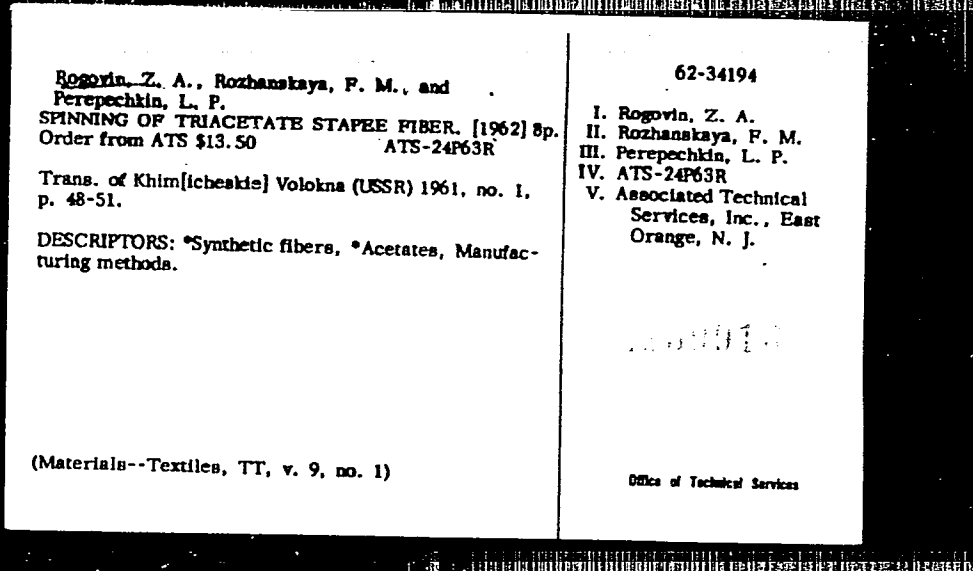 Rogovin, Z. A., Rozhanskaya, F. M., and
Perepechkin, L. P.
SPINNING OF TRIACETATE STAPEE FIBER. [1962] 8p.
Order from ATS $13.50 ATS-24P63R
Trans. of Khim[icheskie] Volokna (USSR) 1961, no. 1,
p. 48-51.
DESCRIPTORS: *Synthetic fibers, *Acetates, Manufac-
turing methods.
(Materials--Textiles, TT, v. 9, no. 1)
62-34194
I. Rogovin, Z. A.
II. Rozhanskaya, F. M.
III. Perepechkin, L. P.
IV. ATS-24P63R
V. Associated Technical
Services, Inc., East
Orange, N. J.
Office of Technical Services